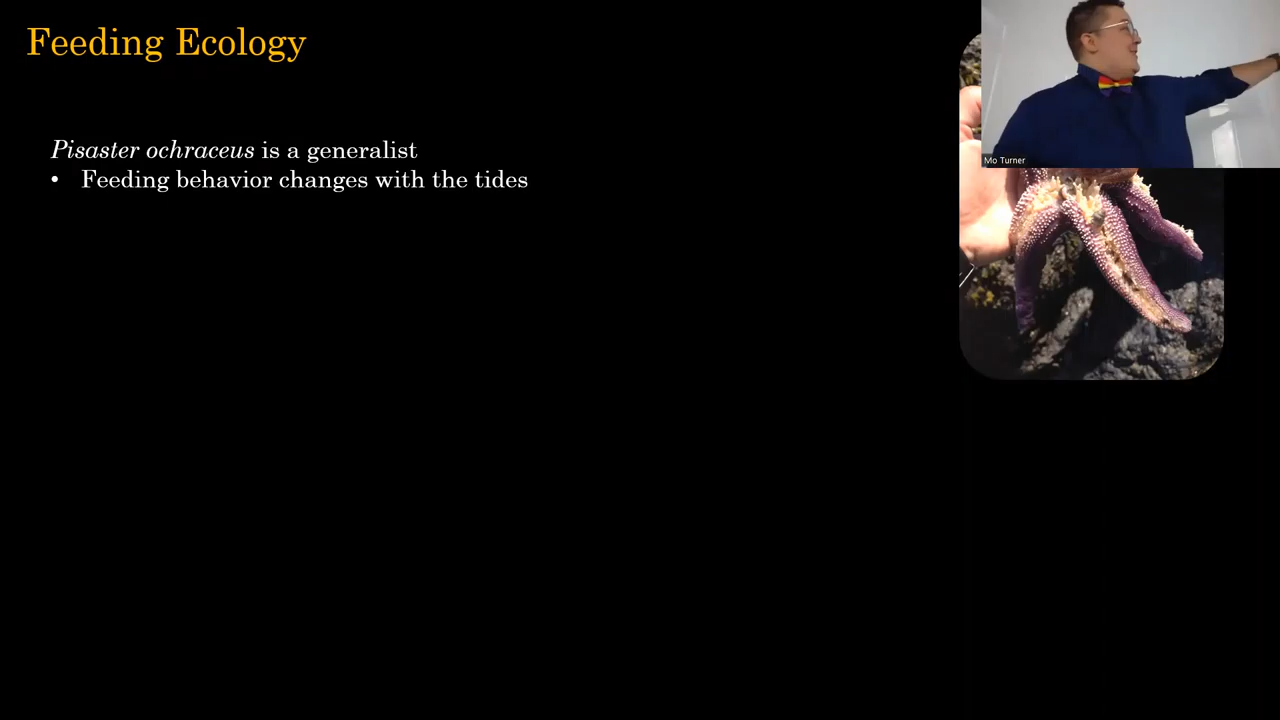 Feeding Ecology
Pisaster ochraceus is a generalist
• Feeding behavior changes with the tides
Mo Turner